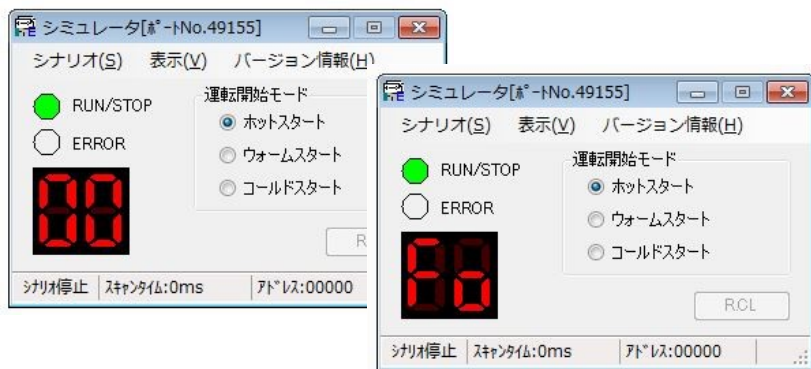 シミュレータ[ﾎﾟｰﾄNo.49155]
シナリオ(S) 表示(V) バージョン情報(H)
RUN/STOP
ERROR
00
運転開始モード
ホットスタート
ウォームスタート
コールドスタート
R
ｼﾅﾘｵ停止 ｽｷｬﾝﾀｲﾑ:0ms ｱﾄﾞﾚｽ:00000
シミュレータ[ﾎﾟｰﾄNo.49155]
シナリオ(S) 表示(V) バージョン情報(H)
RUN/STOP
ERROR
運転開始モード
ホットスタート
ウォームスタート
コールドスタート
RCL
ｼﾅﾘｵ停止 ｽｷｬﾝﾀｲﾑ:0ms ｱﾄﾞﾚｽ:00000